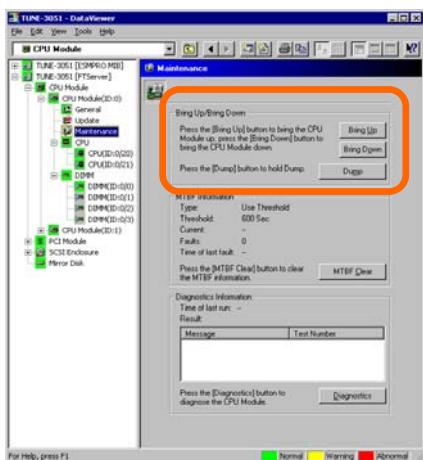 TUNE-3051 - DataViewer
File Edit View Tools Help
CPU Module
TUNE-3051 [ESMPRO MIB]
TUNE-3051 [FTServer]
CPU Module
CPU Module(ID:0)
General
Update
Maintenance
CPU
CPU(ID:0/20)
CPU(ID:0/21)
DIMM
DIMM(ID:0/0)
DIMM(ID:0/1)
DIMM(ID:0/2)
DIMM(ID:0/3)
CPU Module(ID:1)
PCI Module
SCSI Enclosure
Mirror Disk
Maintenance
Bring Up/Bring Down
Press the [Bring Up] button to bring the CPU
Module up, press the [Bring Down] button to
bring the CPU Module down
Bring Up
Bring Down
Press the [Dump] button to hold Dump.
Dump
MTBF Information
Type: Use Threshold
Threshold: 600 Sec
Current: -
Faults: 0
Time of last fault: -
Press the [MTBF Clear] button to clear
the MTBF information.
MTBF Clear
Diagnostics Information
Time of last run: -
Result:
Message Test Number
Press the [Diagnostics] button to
diagnose the CPU Module.
Diagnostics
For Help, press F1
Normal Warning Abnormal